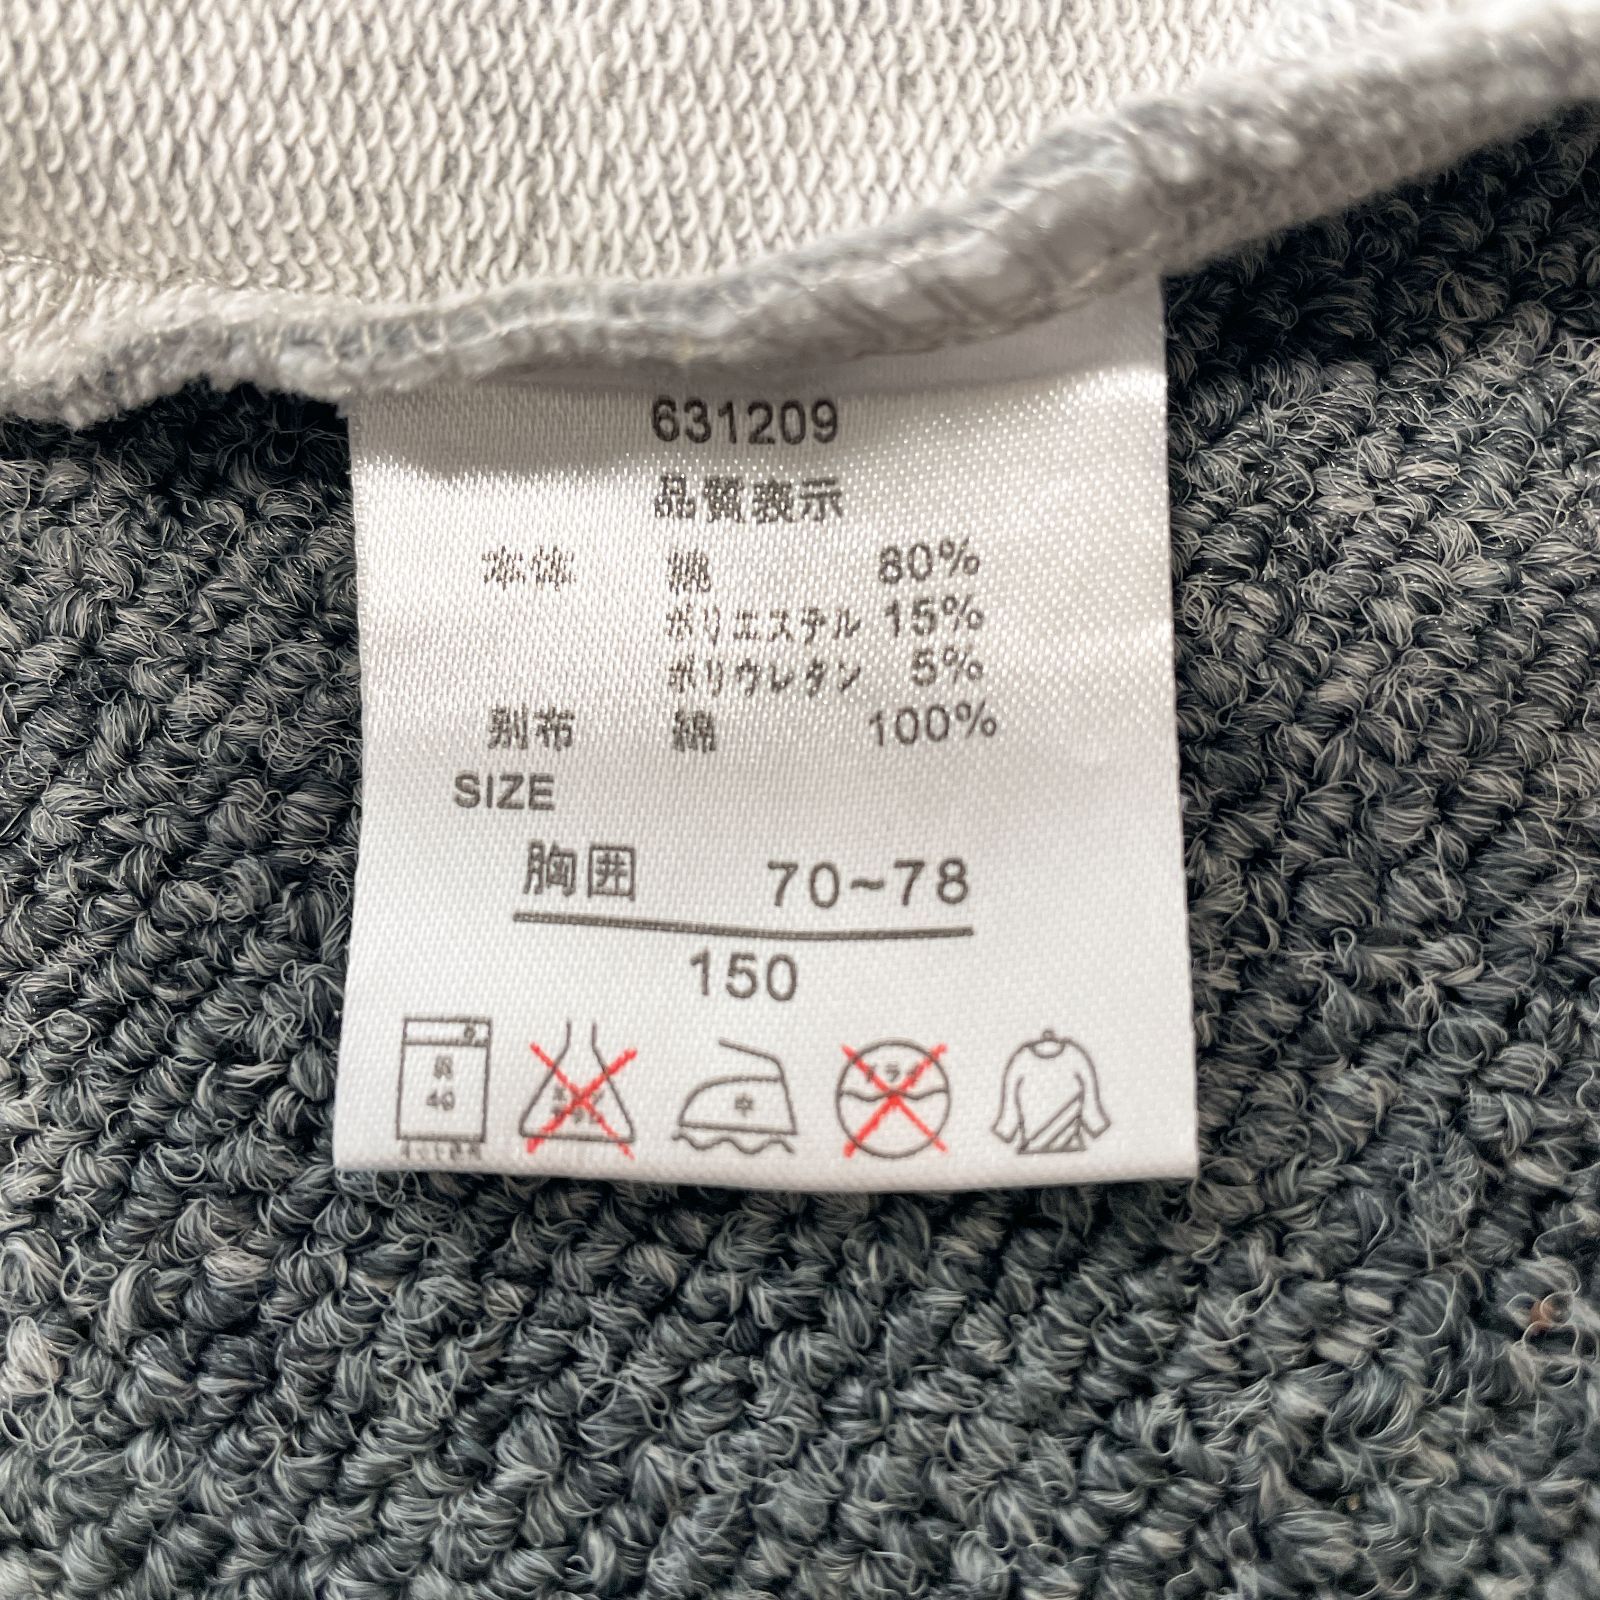 631209
品質表示
本体 綿 80%
ポリエステル 15%
ポリウレタン 5%
別布 綿 100%
SIZE
胸囲 70~78
150
40
中